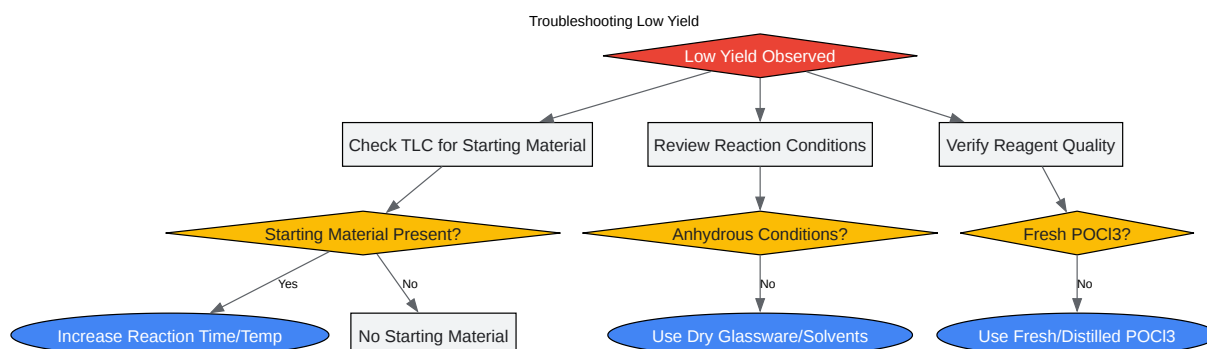 Troubleshooting Low Yield
Low Yield Observed
Check TLC for Starting Material
Review Reaction Conditions
Verify Reagent Quality
Starting Material Present?
Anhydrous Conditions?
Fresh POCl3?
Yes
No
No
No
Increase Reaction Time/Temp
No Starting Material
Use Dry Glassware/Solvents
Use Fresh/Distilled POCl3